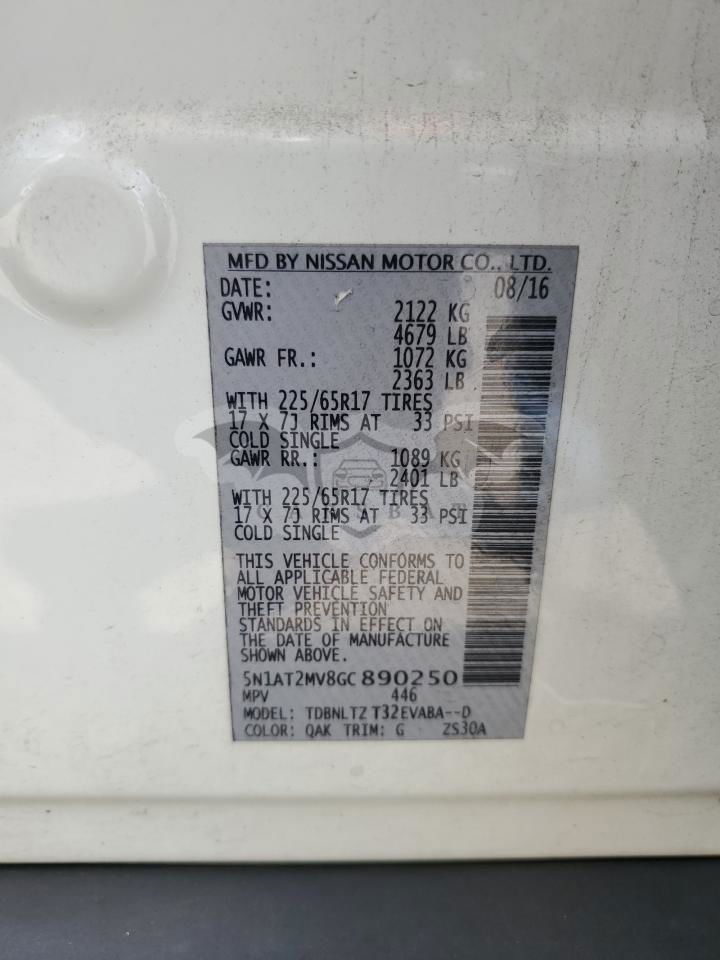 MFD BY NISSAN MOTOR CO., LTD.
DATE: 08/16
GVWR: 2122 KG
4679 LB
GAWR FR.: 1072 KG
2363 LB
WITH 225/65R17 TIRES
17 X 7J RIMS AT 33 PSI
COLD SINGLE
GAWR RR.: 1089 KG
2401 LB
WITH 225/65R17 TIRES
17 X 7J RIMS AT 33 PSI
COLD SINGLE
THIS VEHICLE CONFORMS TO
ALL APPLICABLE FEDERAL
MOTOR VEHICLE SAFETY AND
THEFT PREVENTION
STANDARDS IN EFFECT ON
THE DATE OF MANUFACTURE
SHOWN ABOVE.
5N1AT2MV8GC890250
MPV 446
MODEL: TDBNLTZ T32EVABA--D
COLOR: QAK TRIM: G ZS30A